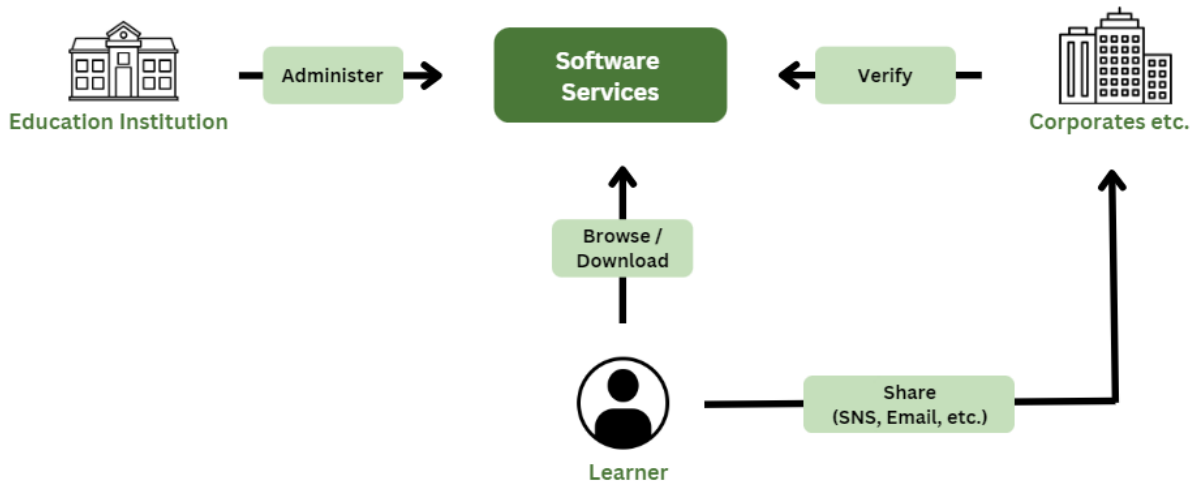 Software
Services
Administer
Verify
Education Institution
Corporates etc.
Browse /
Download
Share
(SNS, Email, etc.)
Learner